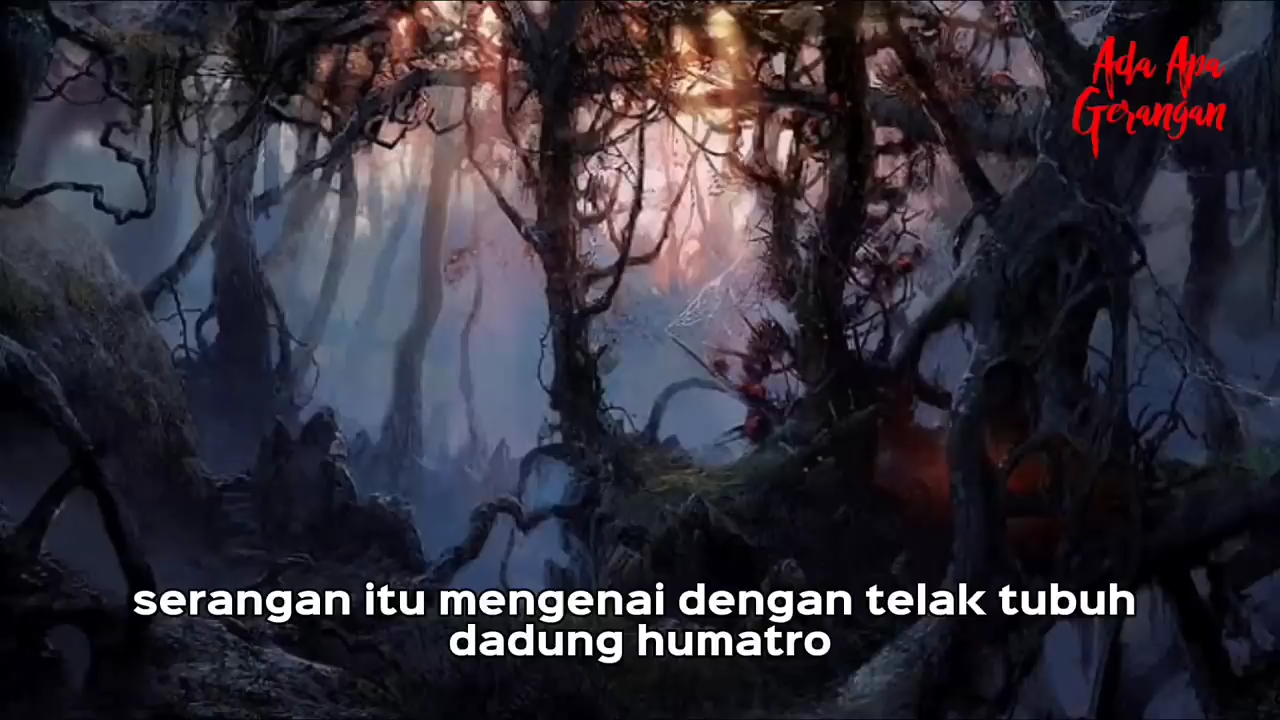 Ada Apa
Gerangan
serangan itu mengenai dengan telak tubuh
dadung humatro